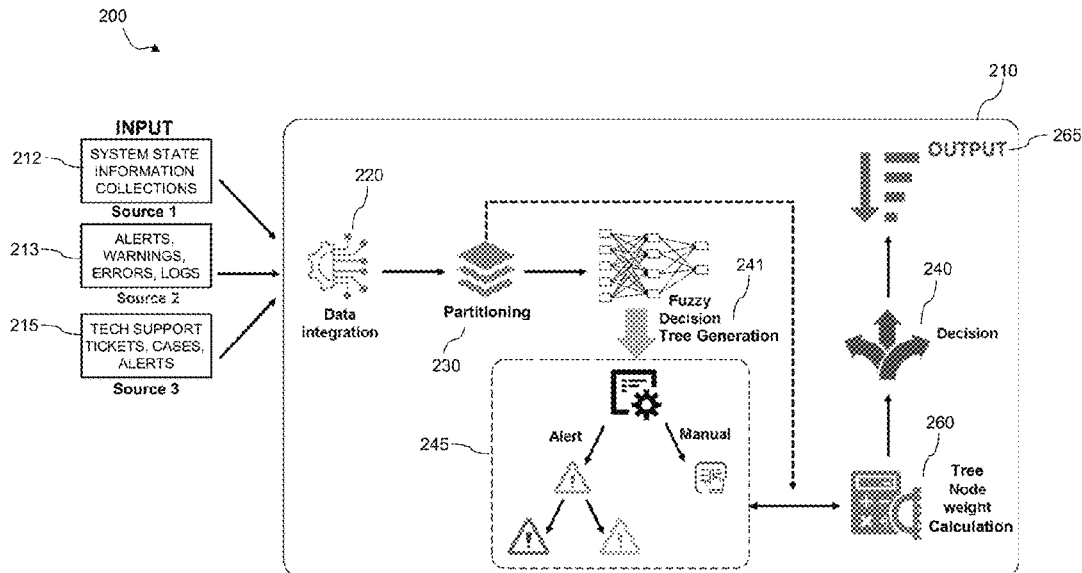 200
210
INPUT
212
SYSTEM STATE
INFORMATION
COLLECTIONS
Source 1
213
ALERTS,
WARNINGS,
ERRORS, LOGS
Source 2
215
TECH SUPPORT
TICKETS, CASES,
ALERTS
Source 3
220
Data
integration
Partitioning
230
241
Fuzzy
Decision
Tree Generation
245
Alert
Manual
OUTPUT
265
240
Decision
260
Tree
Node
weight
Calculation